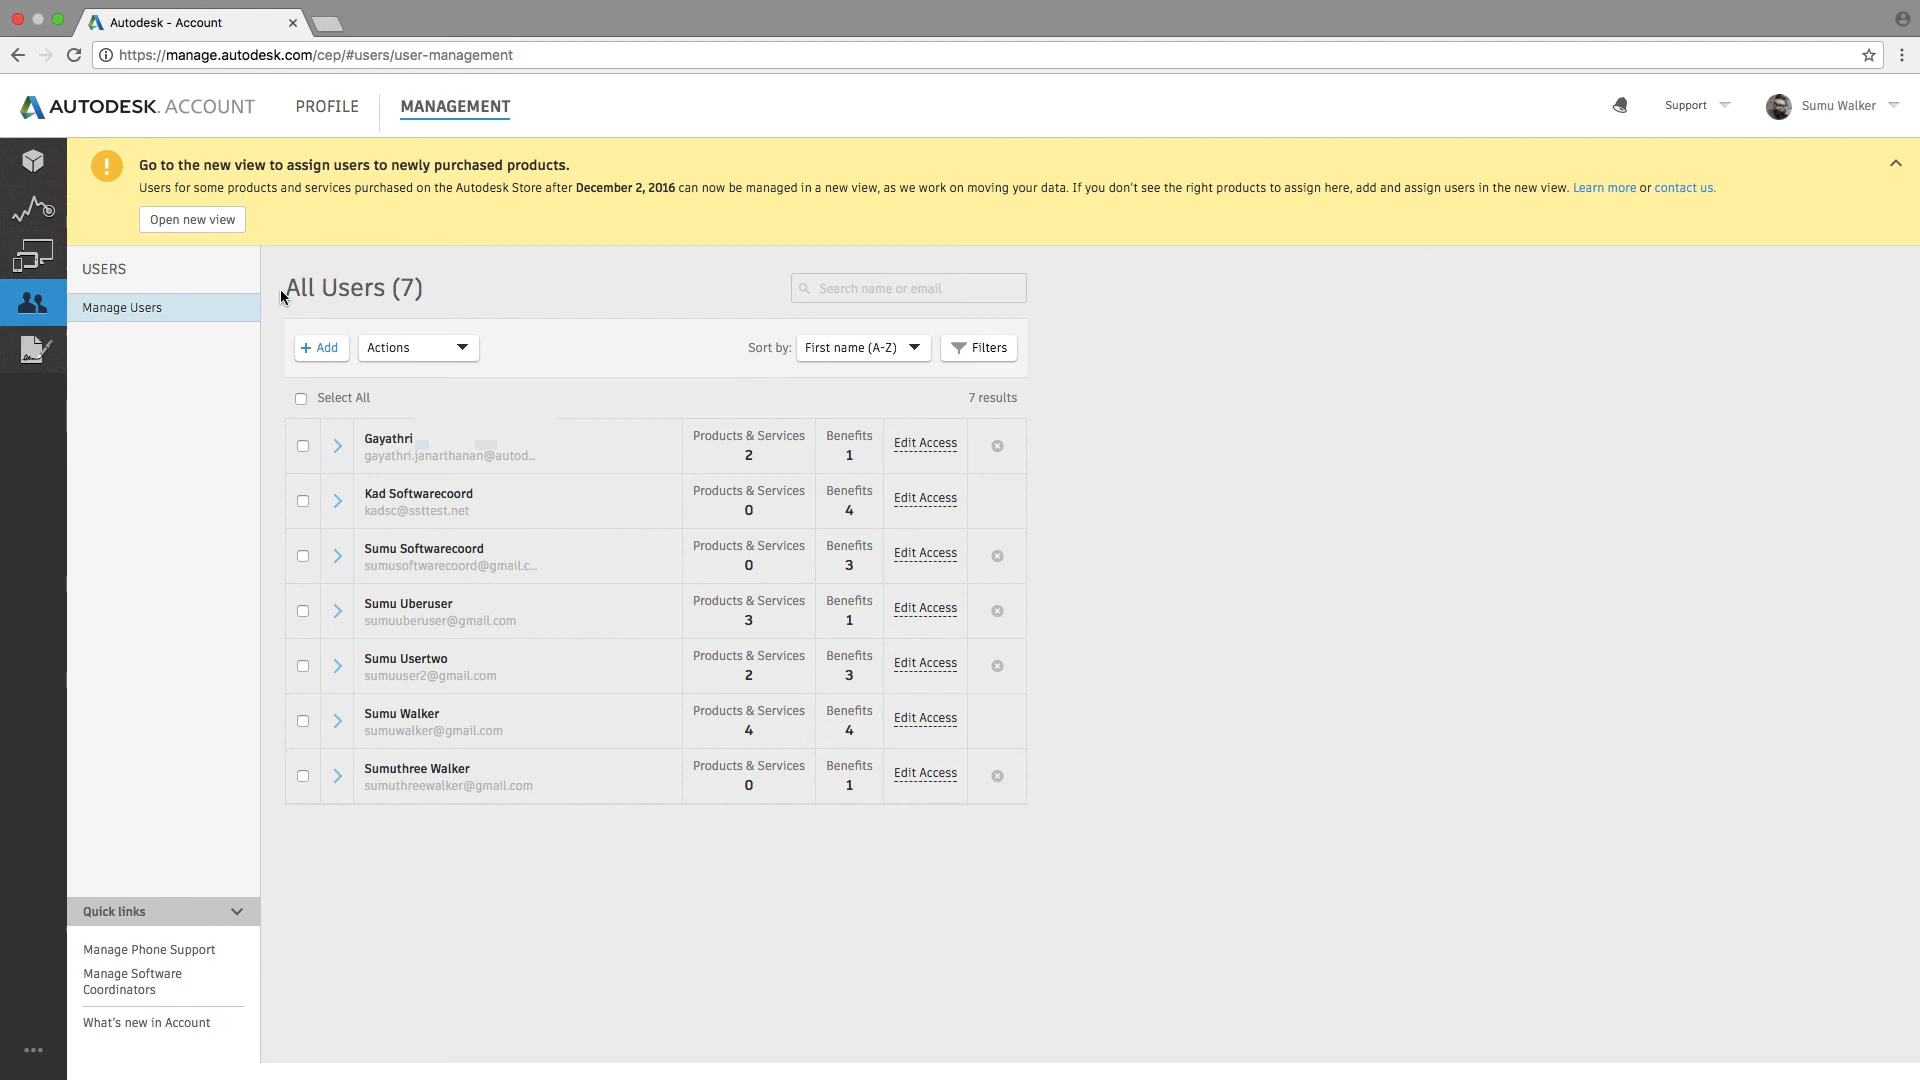 Autodesk - Account
https://manage.autodesk.com/cep/#users/user-management
AUTODESK. ACCOUNT
PROFILE
MANAGEMENT
Support
Sumu Walker
Go to the new view to assign users to newly purchased products.
Users for some products and services purchased on the Autodesk Store after December 2, 2016 can now be managed in a new view, as we work on moving your data. If you don't see the right products to assign here, add and assign users in the new view. Learn more or contact us.
Open new view
USERS
Manage Users
All Users (7)
Search name or email
+ Add
Actions
Sort by: First name (A-Z)
Filters
Select All
7 results
Gayathri
gayathri.janarthanan@autod...
Products & Services
2
Benefits
1
Edit Access
Kad Softwarecoord
kadsc@ssttest.net
Products & Services
0
Benefits
4
Edit Access
Sumu Softwarecoord
sumusoftwarecoord@gmail.c...
Products & Services
0
Benefits
3
Edit Access
Sumu Uberuser
sumuuberuser@gmail.com
Products & Services
3
Benefits
1
Edit Access
Sumu Usertwo
sumuuser2@gmail.com
Products & Services
2
Benefits
3
Edit Access
Sumu Walker
sumuwalker@gmail.com
Products & Services
4
Benefits
4
Edit Access
Sumuthree Walker
sumuthreewalker@gmail.com
Products & Services
0
Benefits
1
Edit Access
Quick links
Manage Phone Support
Manage Software
Coordinators
What's new in Account